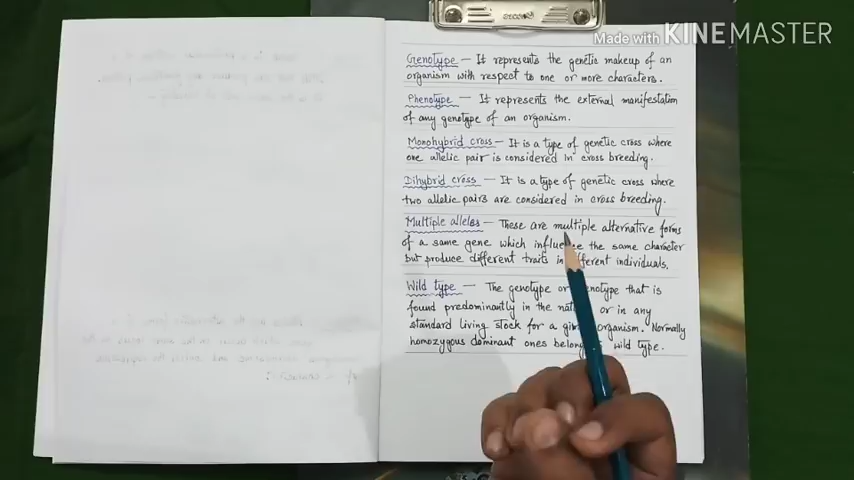 Made with KINEMASTER
Genotype - It represents the genetic makeup of an
organism with respect to one or more characters.
Phenotype - It represents the external manifestation
of any genotype of an organism.
Monohybrid cross - It is a type of genetic cross where
one allelic pair is considered in cross breeding.
Dihybrid cross - It is a type of genetic cross where
two allelic pairs are considered in cross breeding.
Multiple alleles - These are multiple alternative forms
of a same gene which influence the same character
but produce different traits in individuals.
Wild type - The genotype or that is
found predominantly in the or in any
standard living stock for a organism. Normally
homozygous dominant ones belong wild type.